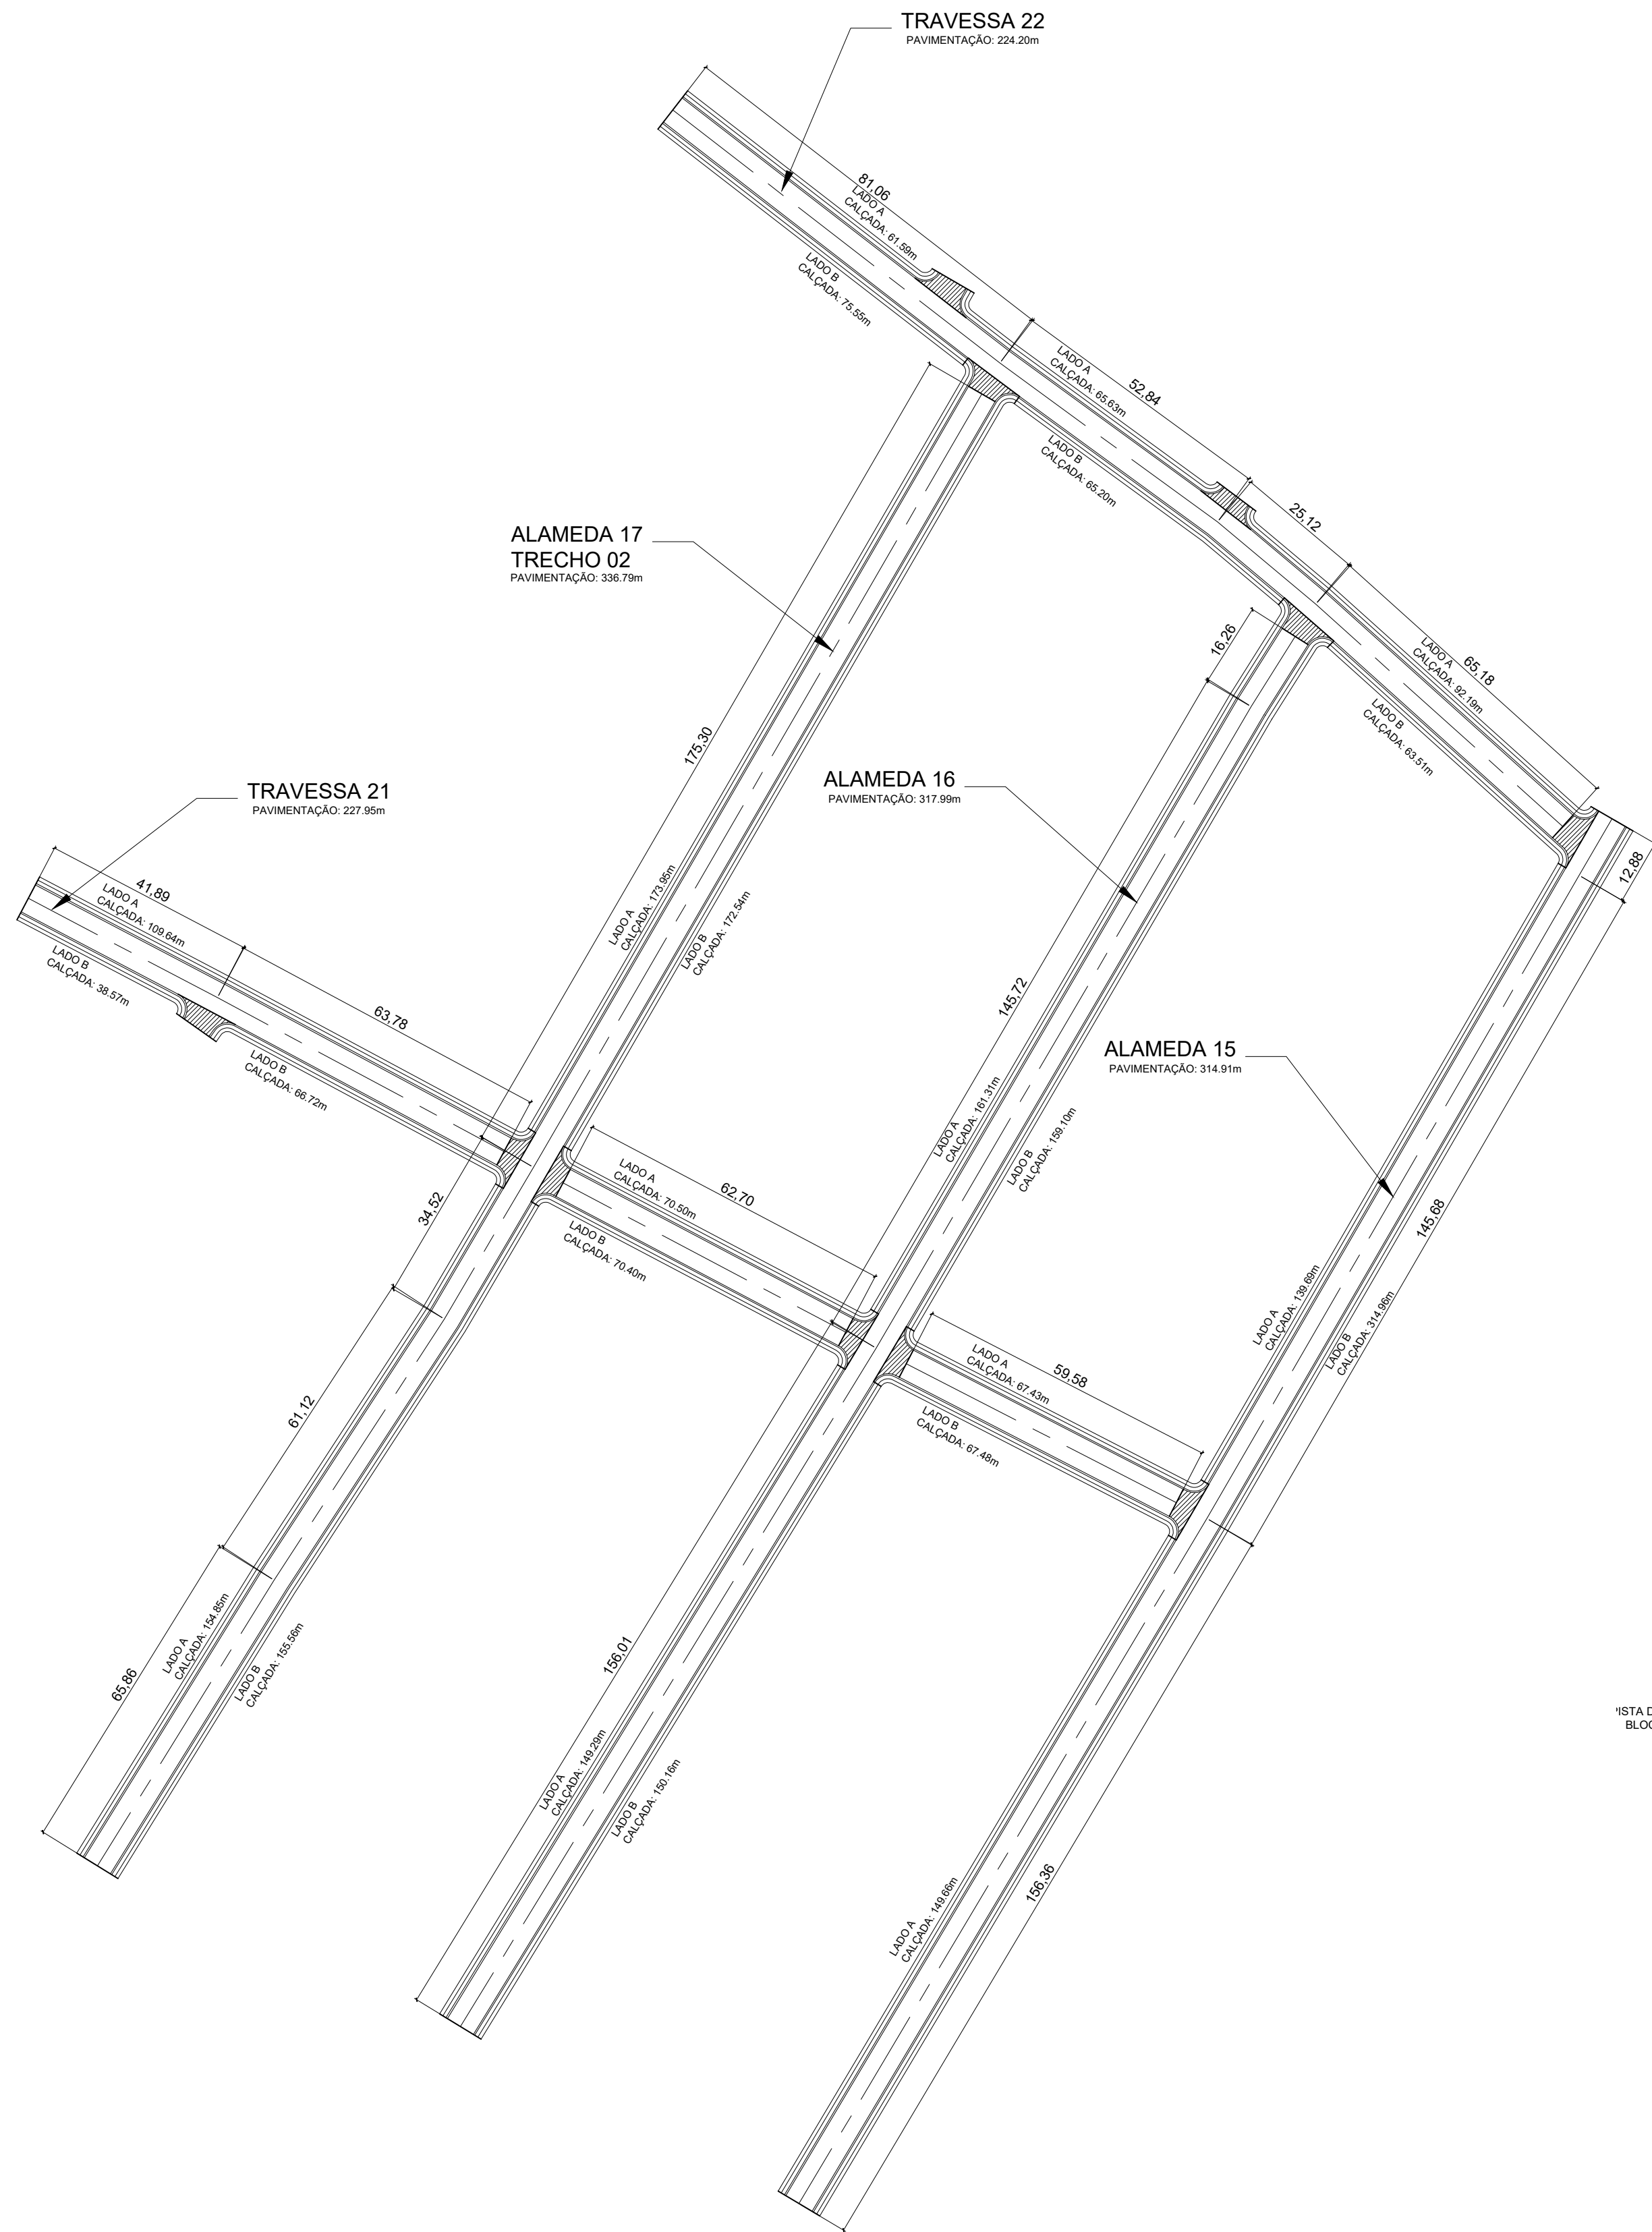 TRAVESSA 22
PAVIMENTAÇÃO: 224.20m
81,06
LADO A
CALÇADA: 61.59m
LADO B
CALÇADA: 75.55m
LADO A
CALÇADA: 65.63m
52,84
LADO B
CALÇADA: 65.20m
25,12
ALAMEDA 17
TRECHO 02
PAVIMENTAÇÃO: 336.79m
16,26
LADO A
CALÇADA: 92.19m
65,18
LADO B
CALÇADA: 63.51m
175,30
ALAMEDA 16
PAVIMENTAÇÃO: 317.99m
TRAVESSA 21
PAVIMENTAÇÃO: 227.95m
12,88
41,89
LADO A
CALÇADA: 109.64m
LADO B
CALÇADA: 38.57m
LADO A
CALÇADA: 173.95m
LADO B
CALÇADA: 172.54m
63,78
145,72
ALAMEDA 15
PAVIMENTAÇÃO: 314.91m
LADO B
CALÇADA: 66.72m
LADO A
CALÇADA: 161.31m
LADO B
CALÇADA: 159.10m
34,52
LADO A
CALÇADA: 70.50m
62,70
LADO B
CALÇADA: 70.40m
145,68
LADO A
CALÇADA: 139.69m
LADO B
CALÇADA: 314.96m
61,12
LADO A
CALÇADA: 67.43m
59,58
LADO B
CALÇADA: 67.48m
65,86
LADO A
CALÇADA: 154.85m
LADO B
CALÇADA: 155.56m
156,01
LADO A
CALÇADA: 149.29m
LADO B
CALÇADA: 150.16m
LADO A
CALÇADA: 149.66m
156,36